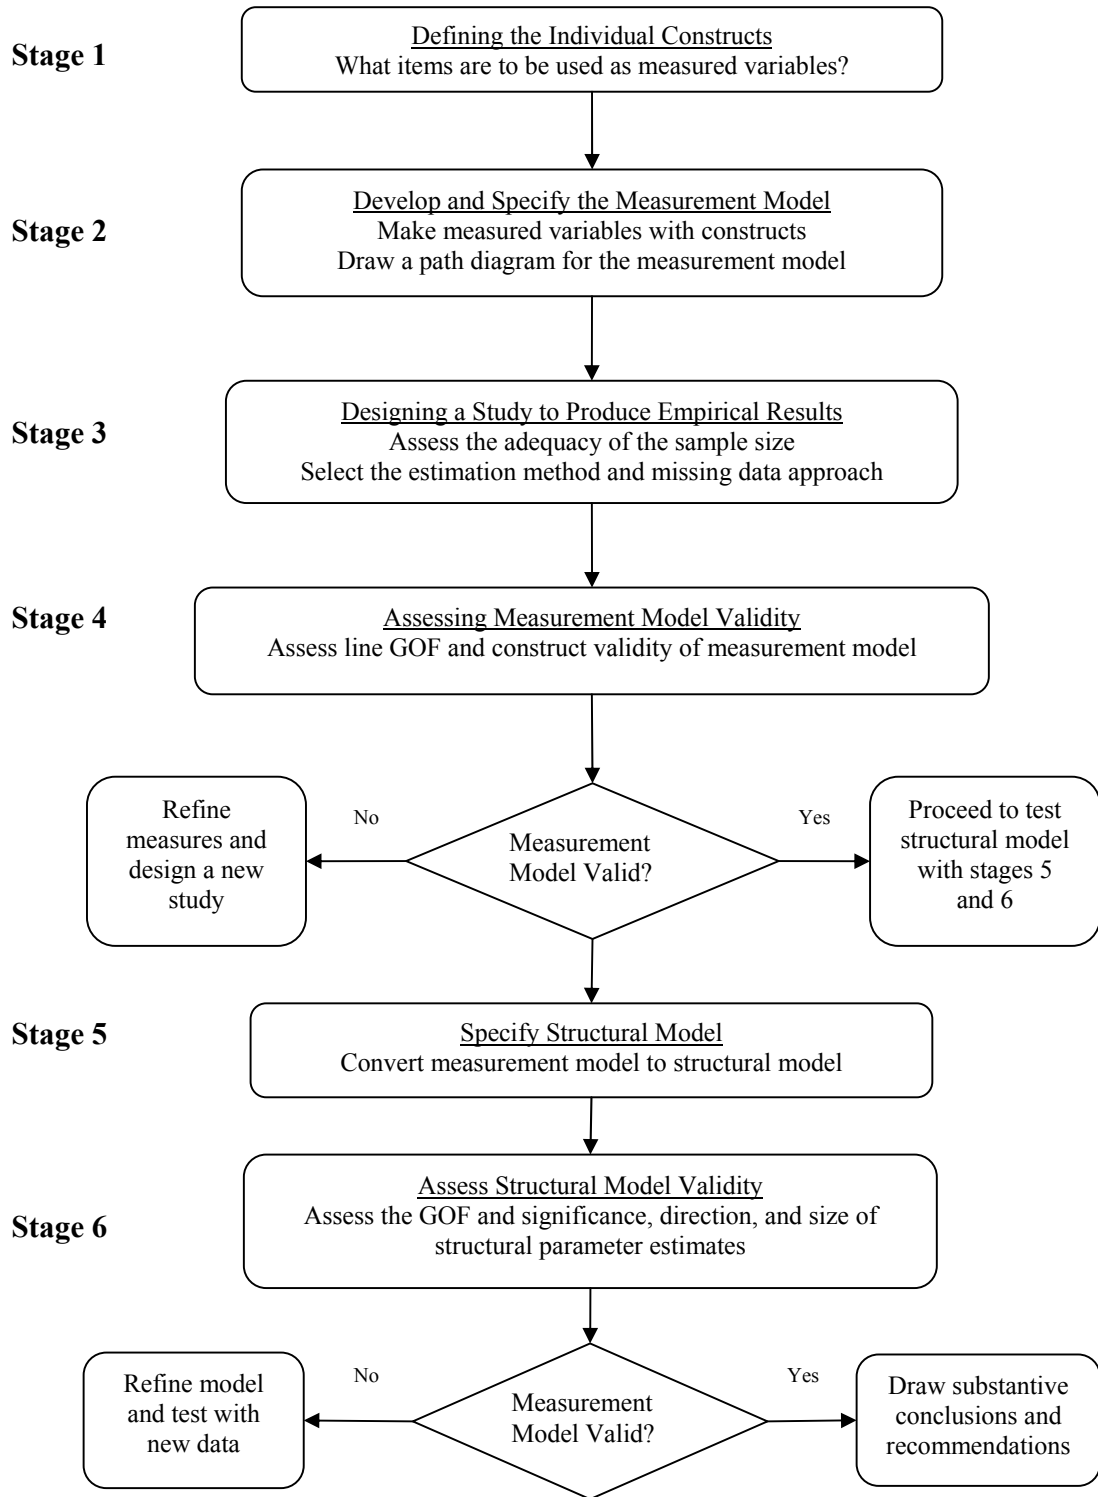 Stage 1
Defining the Individual Constructs
What items are to be used as measured variables?
Stage 2
Develop and Specify the Measurement Model
Make measured variables with constructs
Draw a path diagram for the measurement model
Stage 3
Designing a Study to Produce Empirical Results
Assess the adequacy of the sample size
Select the estimation method and missing data approach
Stage 4
Assessing Measurement Model Validity
Assess line GOF and construct validity of measurement model
Refine
measures and
design a new
study
No
Measurement
Model Valid?
Yes
Proceed to test
structural model
with stages 5
and 6
Stage 5
Specify Structural Model
Convert measurement model to structural model
Stage 6
Assess Structural Model Validity
Assess the GOF and significance, direction, and size of
structural parameter estimates
Refine model
and test with
new data
No
Measurement
Model Valid?
Yes
Draw substantive
conclusions and
recommendations